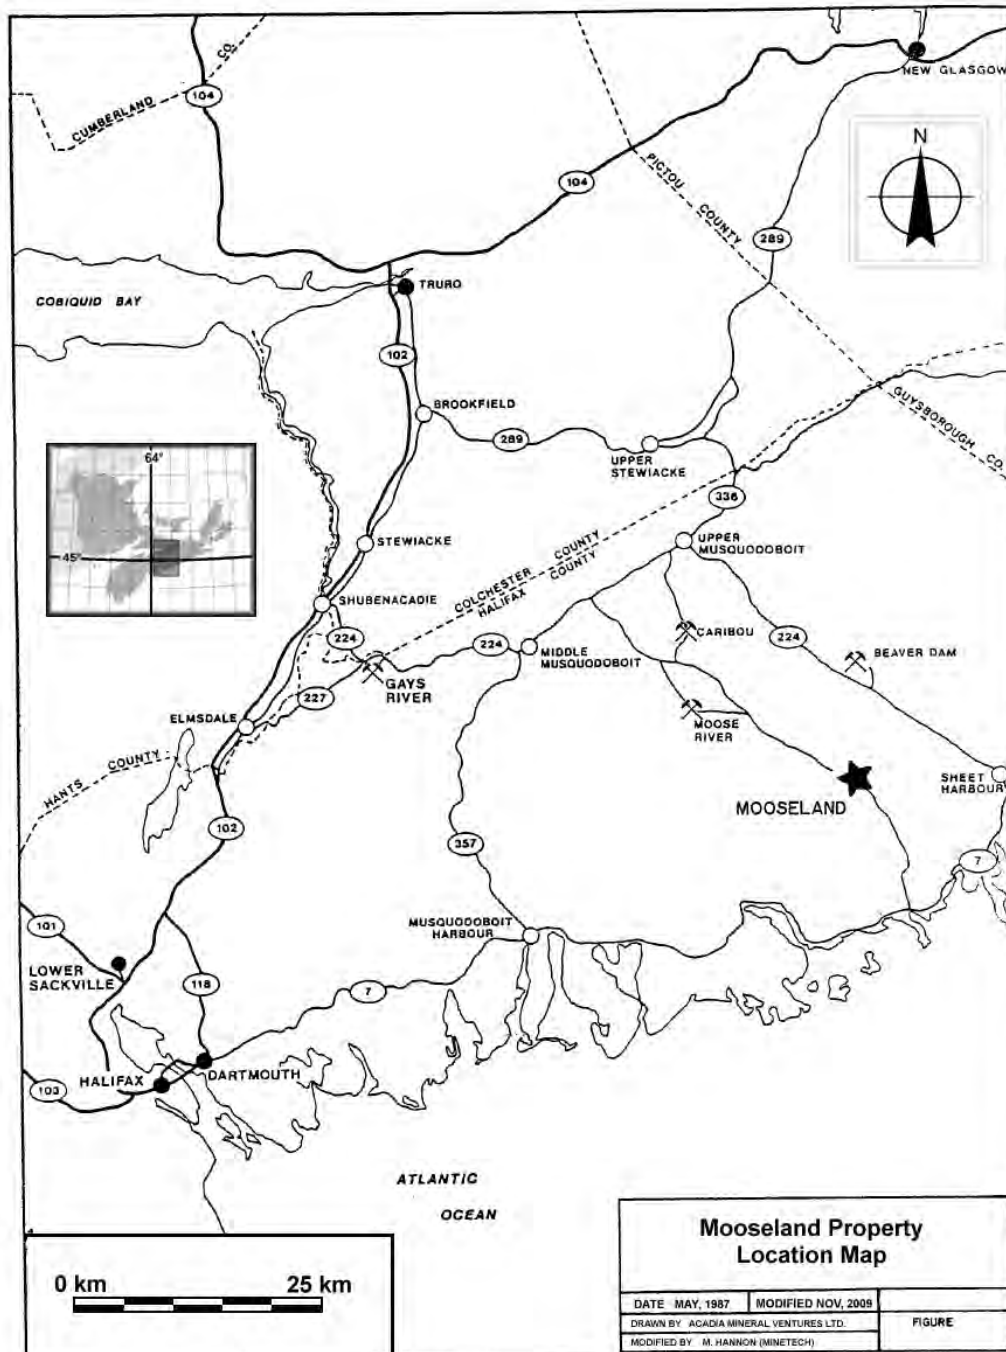 CUMBERLAND
CO.
104
NEW GLASGOW
N
104
PICTOU
COUNTY
289
TRURO
COBIQUID BAY
102
BROOKFIELD
289
UPPER
STEWIACKE
GUYSBOROUGH
CO.
64°
45°
336
STEWIACKE
COLCHESTER
COUNTY
HALIFAX
COUNTY
UPPER
MUSQUODOBOIT
SHUBENACADIE
224
224
MIDDLE
MUSQUODOBOIT
CARIBOU
224
BEAVER DAM
GAYS
RIVER
227
ELMSDALE
MOOSE
RIVER
HANTS
COUNTY
MOOSELAND
SHEET
HARBOUR
102
357
7
101
MUSQUODOBOIT
HARBOUR
LOWER
SACKVILLE
118
7
HALIFAX
DARTMOUTH
103
ATLANTIC
OCEAN
0 km
25 km
Mooseland Property
Location Map
DATE MAY, 1987
MODIFIED NOV, 2009
DRAWN BY ACADIA MINERAL VENTURES LTD.
FIGURE
MODIFIED BY M. HANNON (MINETECH)